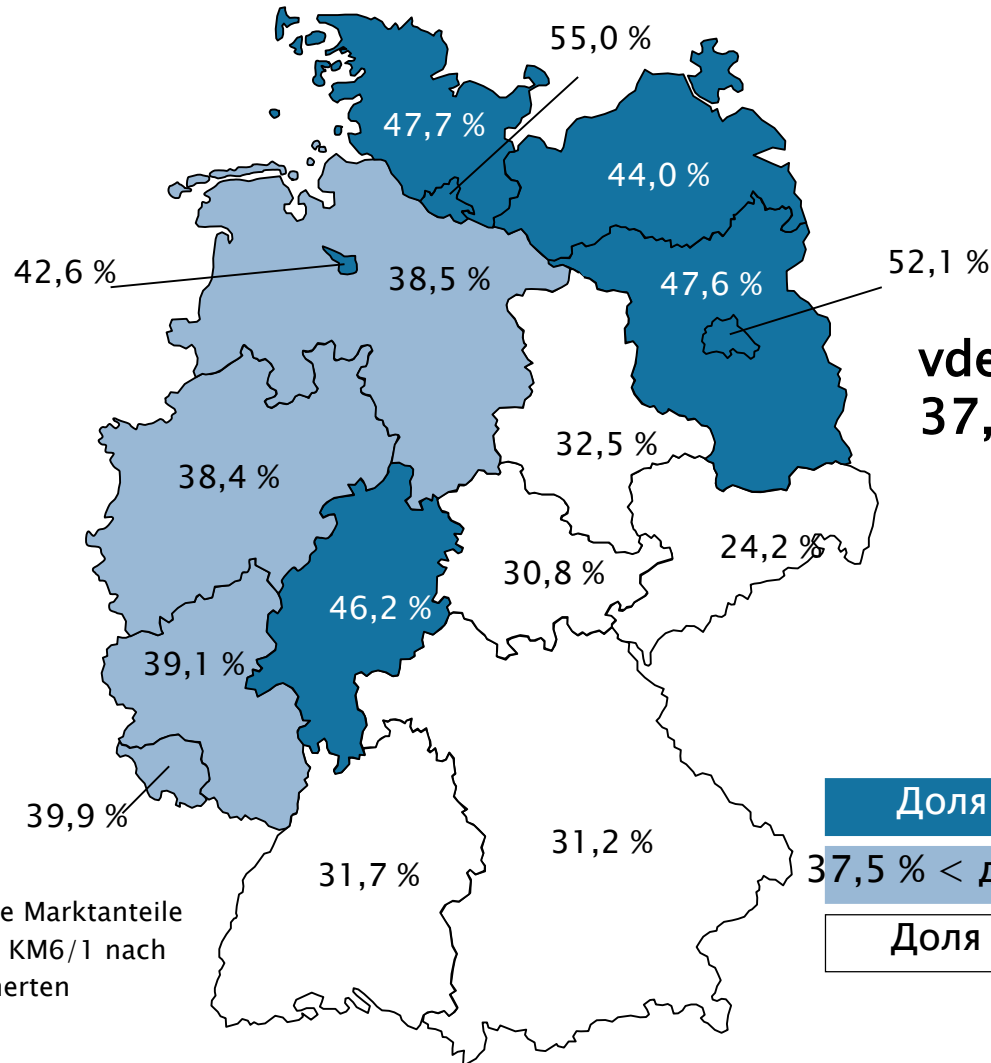 55,0 %
47,7 %
44,0 %
42,6 %
38,5 %
47,6 %
52,1 %
vde
37,
32,5 %
38,4 %
24,2 %
30,8 %
46,2 %
39,1 %
39,9 %
31,2 %
31,7 %
Доля
37,5 % <
Доля
e Marktanteile
KM6/1 nach
erten